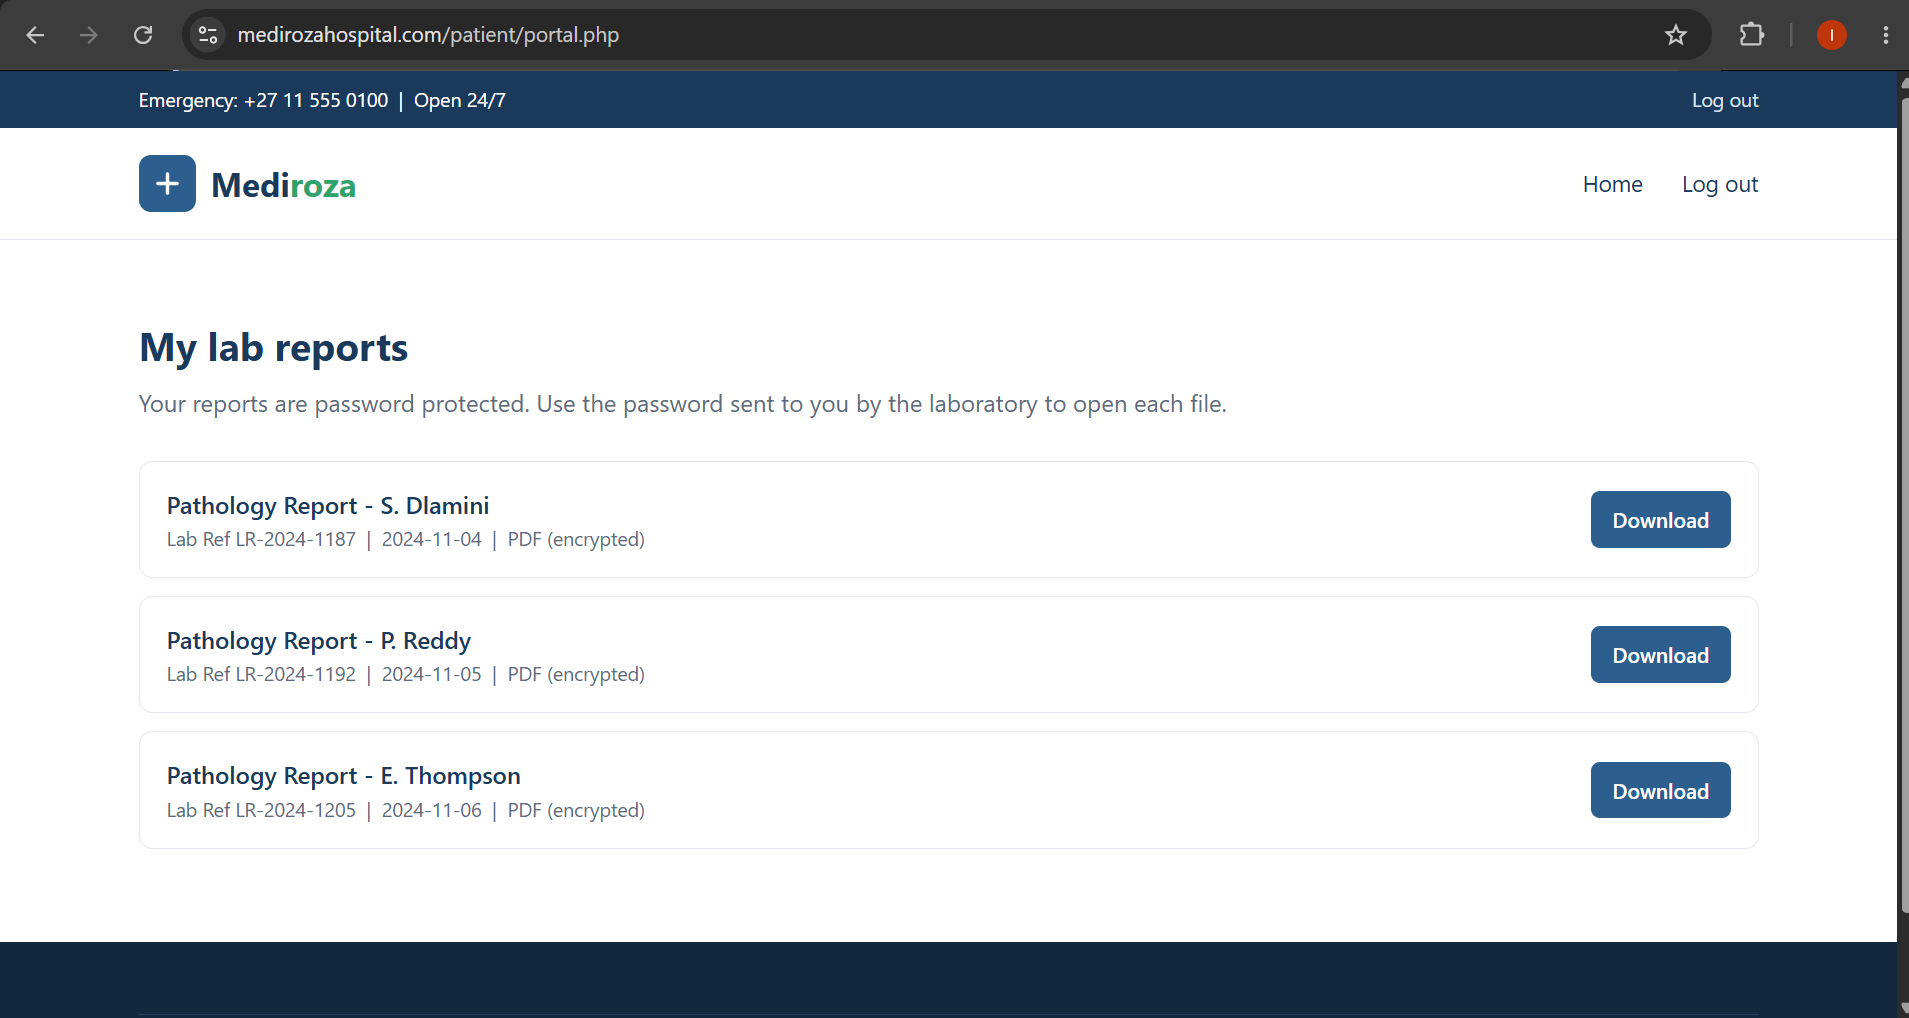 medirozahospital.com/patient/portal.php
I
Emergency: +27 11 555 0100 | Open 24/7
Log out
Mediroza
Home
Log out
My lab reports
Your reports are password protected. Use the password sent to you by the laboratory to open each file.
Pathology Report - S. Dlamini
Lab Ref LR-2024-1187 | 2024-11-04 | PDF (encrypted)
Download
Pathology Report - P. Reddy
Lab Ref LR-2024-1192 | 2024-11-05 | PDF (encrypted)
Download
Pathology Report - E. Thompson
Lab Ref LR-2024-1205 | 2024-11-06 | PDF (encrypted)
Download